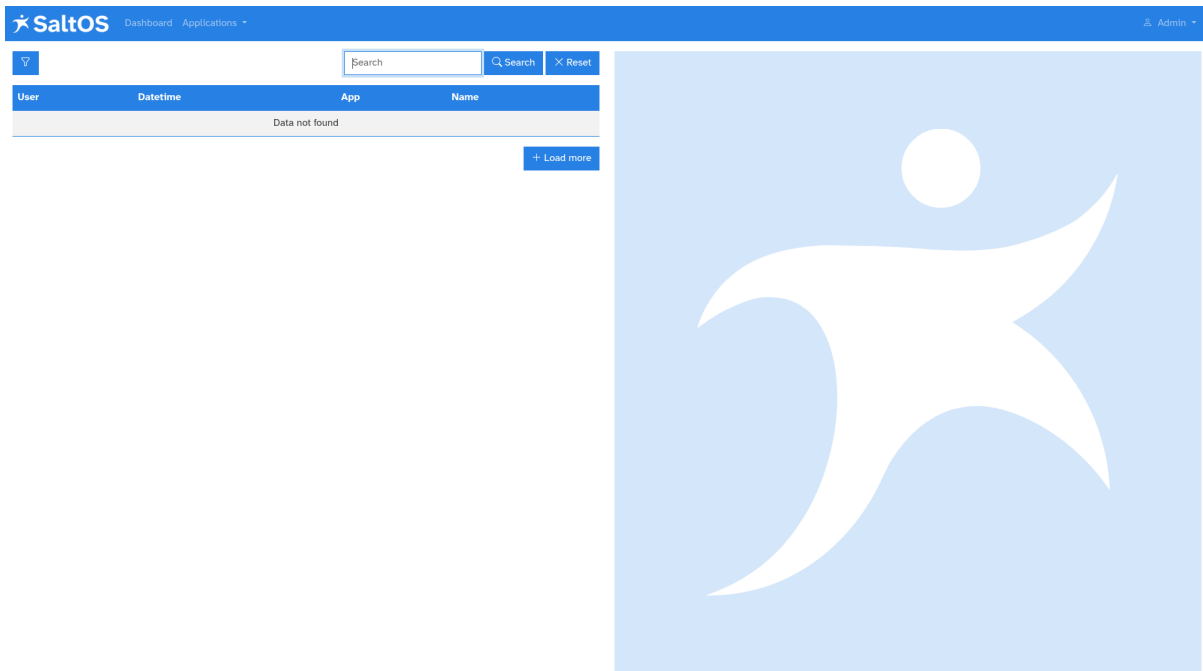 SaltOS Dashboard Applications Admin
Search Search Reset
User Datetime App Name
Data not found
+ Load more